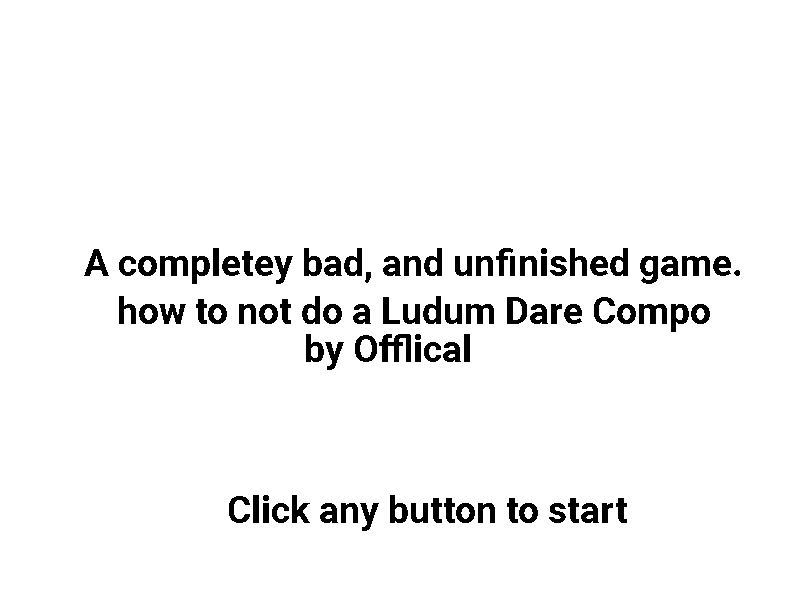 A completey bad, and unfinished game.
how to not do a Ludum Dare Compo
by Offlical
Click any button to start